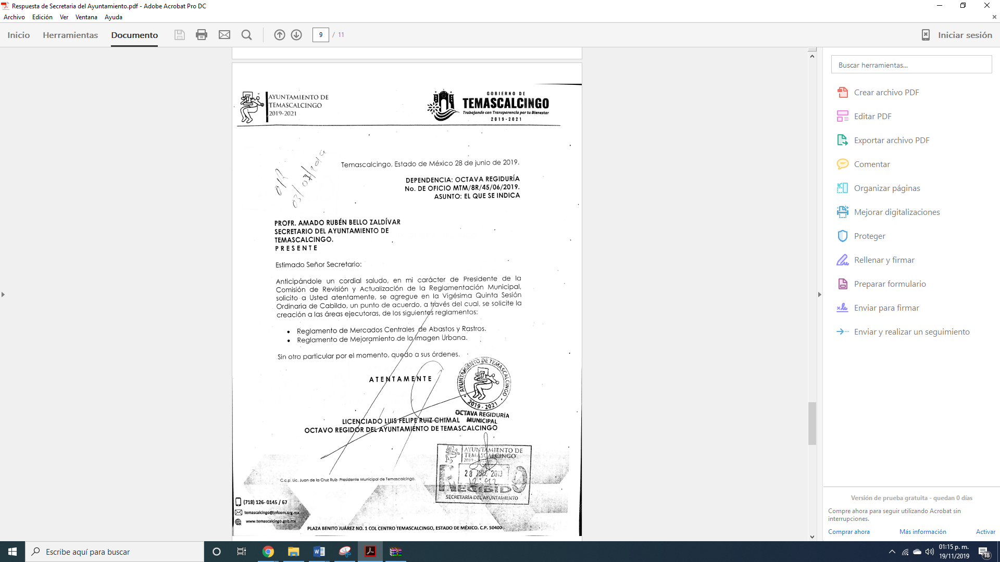 Respuesta de Secretaria del Ayuntamiento.pdf - Adobe Acrobat Pro DC
Archivo Edición Ver Ventana Ayuda
Inicio Herramientas Documento 9 / 11 Iniciar sesión
Buscar herramientas...
Crear archivo PDF
Editar PDF
Exportar archivo PDF
Comentar
Organizar páginas
Mejorar digitalizaciones
Proteger
Rellenar y firmar
Preparar formulario
Enviar para firmar
Enviar y realizar un seguimiento
Versión de prueba gratuita - quedan 0 días
Compre ahora para seguir utilizando Acrobat sin
interrupciones.
Comprar ahora Más información Activar
AYUNTAMIENTO DE
TEMASCALCINGO
2019-2021
GOBIERNO DE
TEMASCALCINGO
Trabajando con Transparencia por tu Bienestar
2019-2021
03/07/2019
Temascalcingo, Estado de México 28 de junio de 2019.
DEPENDENCIA: OCTAVA REGIDURÍA
No. DE OFICIO MTM/8R/45/06/2019.
ASUNTO: EL QUE SE INDICA
PROFR. AMADO RUBÉN BELLO ZALDÍVAR
SECRETARIO DEL AYUNTAMIENTO DE
TEMASCALCINGO.
P R E S E N T E
Estimado Señor Secretario:
Anticipándole un cordial saludo, en mi carácter de Presidente de la
Comisión de Revisión y Actualización de la Reglamentación Municipal,
solicito a Usted atentamente, se agregue en la Vigésima Quinta Sesión
Ordinaria de Cabildo, un punto de acuerdo, a través del cual, se solicite la
creación a las áreas ejecutoras, de los siguientes reglamentos:
• Reglamento de Mercados Centrales de Abastos y Rastros.
• Reglamento de Mejoramiento de la Imagen Urbana.
Sin otro particular por el momento, quedo a sus órdenes.
A T E N T A M E N T E
AYUNTAMIENTO DE TEMASCALCINGO
2019 - 2021
OCTAVA REGIDURÍA
MUNICIPAL
LICENCIADO LUIS FELIPE RUIZ CHIMAL
OCTAVO REGIDOR DEL AYUNTAMIENTO DE TEMASCALCINGO
AYUNTAMIENTO DE
TEMASCALCINGO
28 JUN. 2019
RECIBIDO
SECRETARÍA DEL AYUNTAMIENTO
C.c.p. Lic. Juan de la Cruz Ruiz- Presidente Municipal de Temascalcingo.
(718) 126- 0145 / 67
temascalcingo@infoem.org.mx
www.temascalcingo.gob.mx
PLAZA BENITO JUÁREZ NO. 1 COL CENTRO TEMASCALCINGO, ESTADO DE MÉXICO. C.P. 50400
Escribe aquí para buscar
01:15 p. m.
19/11/2019
18